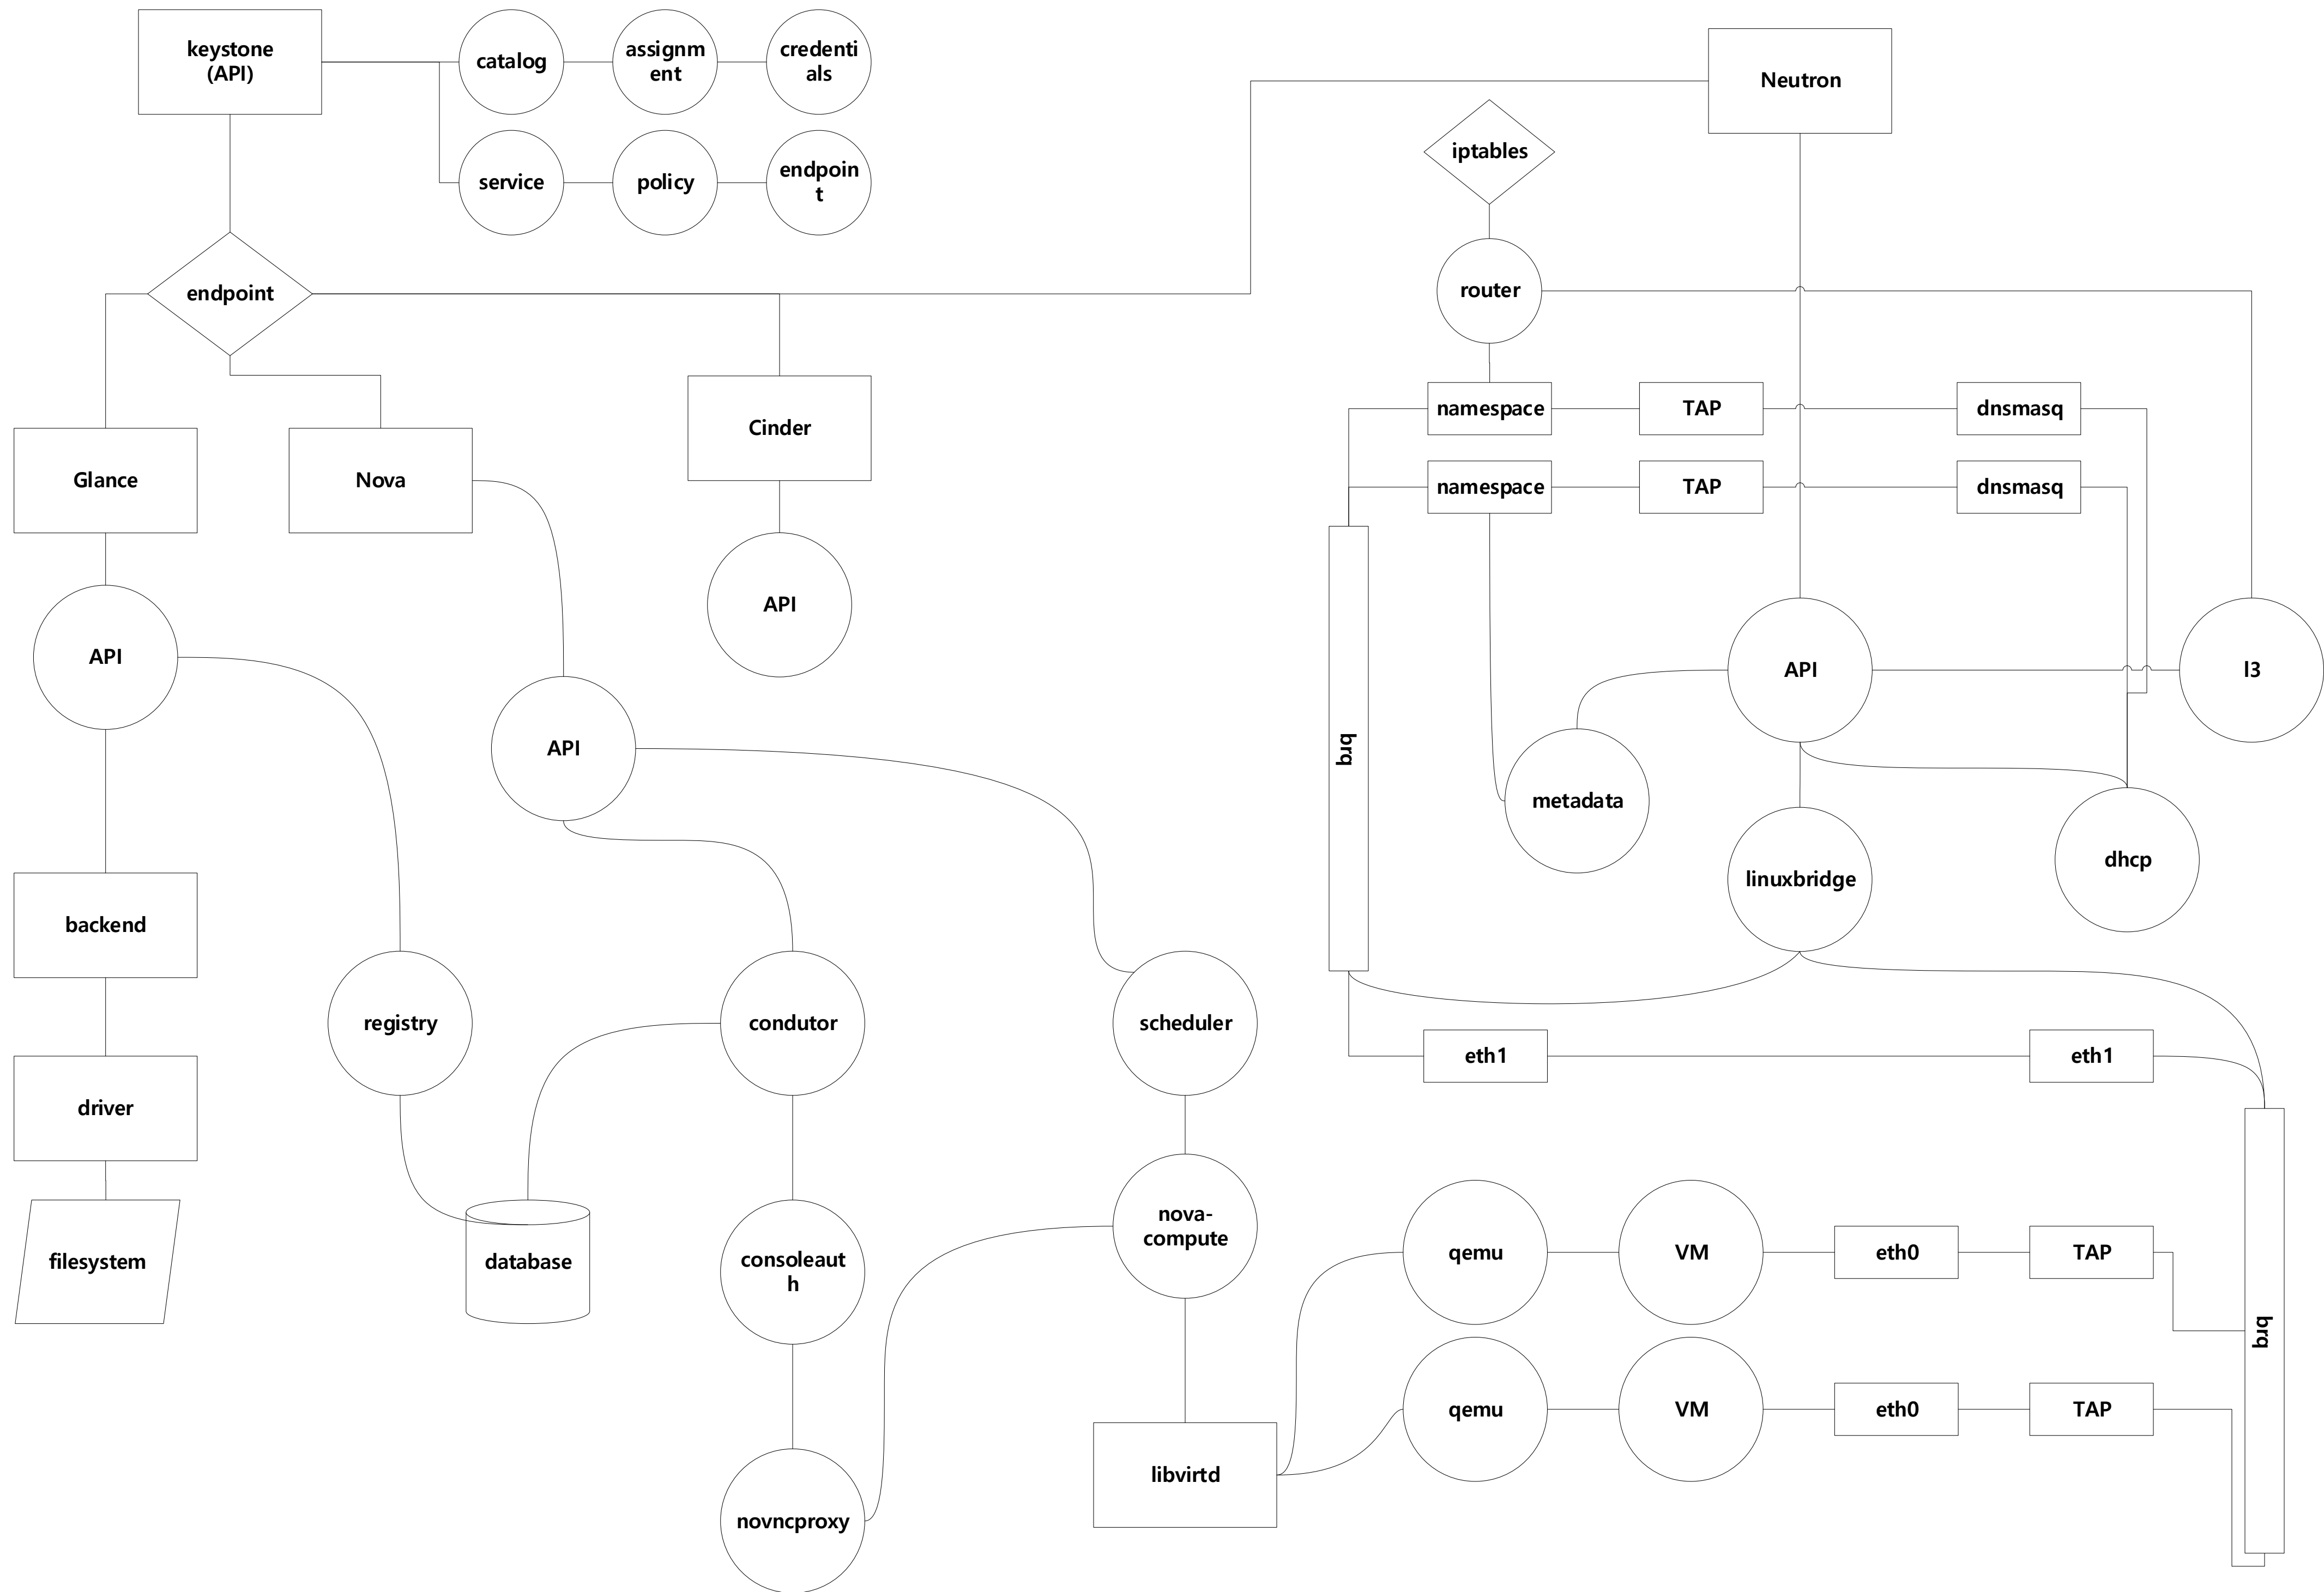 keystone
(API)
catalog
assignm
ent
credenti
als
Neutron
iptables
service
policy
endpoin
t
endpoint
router
namespace
TAP
dnsmasq
Cinder
Glance
Nova
namespace
TAP
dnsmasq
API
API
API
l3
API
brq
metadata
linuxbridge
dhcp
backend
registry
condutor
scheduler
eth1
eth1
driver
nova-
compute
filesystem
database
consoleaut
h
qemu
VM
eth0
TAP
brq
qemu
VM
eth0
TAP
libvirtd
novncproxy